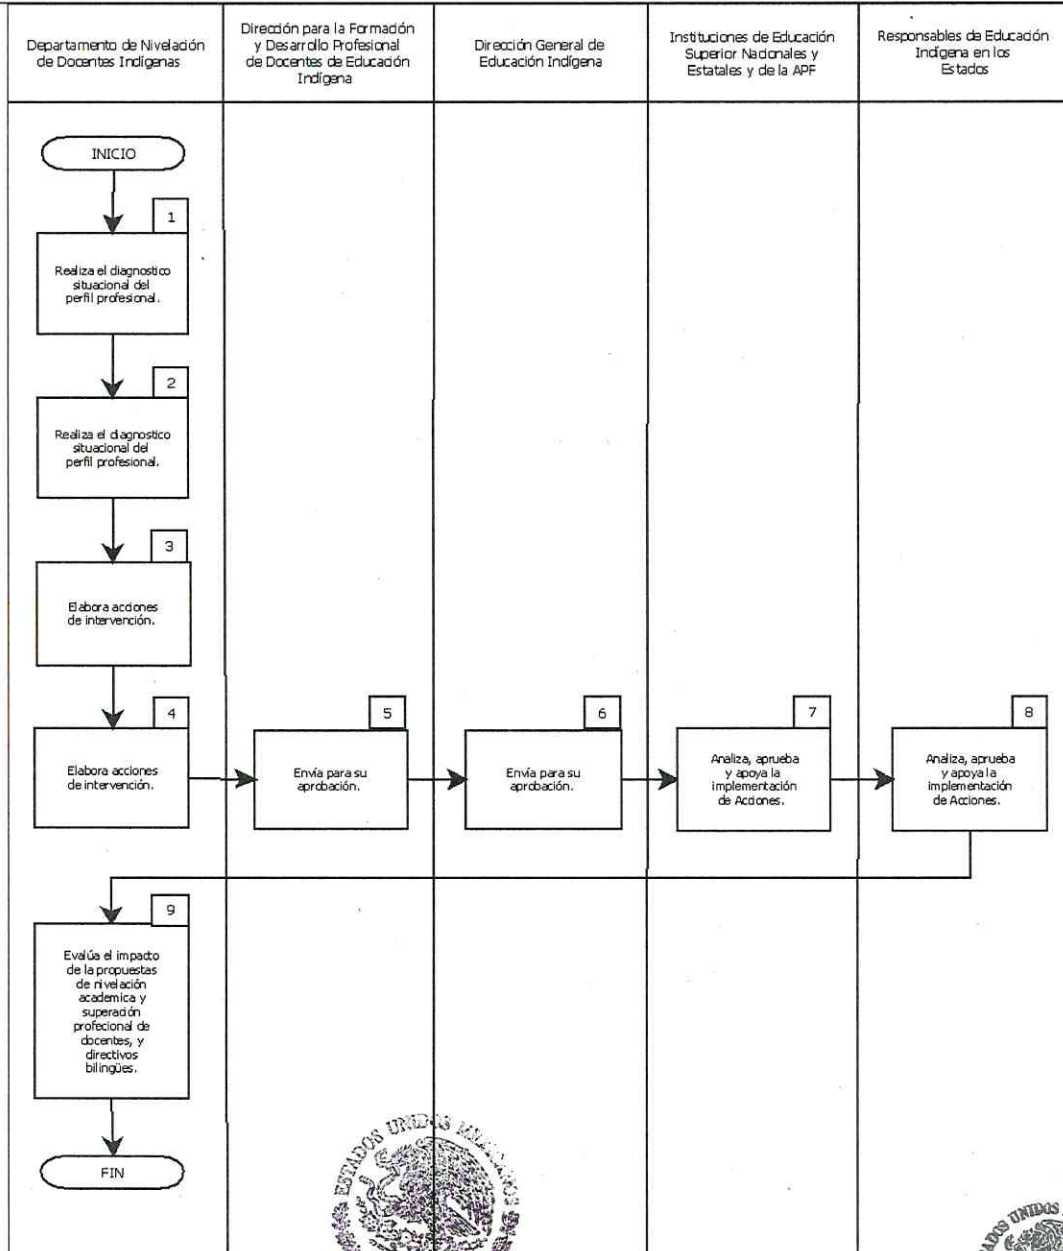 Departamento de Nivelación
de Docentes Indígenas
Dirección para la Formación
y Desarrollo Profesional
de Docentes de Educación
Indígena
Dirección General de
Educación Indígena
Instituciones de Educación
Superior Nacionales y
Estatales y de la APF
Responsables de Educación
Indígena en los
Estados
INICIO
1
Realiza el diagnostico
situacional del
perfil profesional.
2
Realiza el diagnostico
situacional del
perfil profesional.
3
Elabora acciones
de intervención.
4
Elabora acciones
de intervención.
5
Envía para su
aprobación.
6
Envía para su
aprobación.
7
Analiza, aprueba
y apoya la
implementación
de Acciones.
8
Analiza, aprueba
y apoya la
implementación
de Acciones.
9
Evalúa el impacto
de la propuestas
de nivelación
academica y
superación
profecional de
docentes, y
directivos
bilingües.
FIN
ESTADOS UNIDOS
UNIDOS